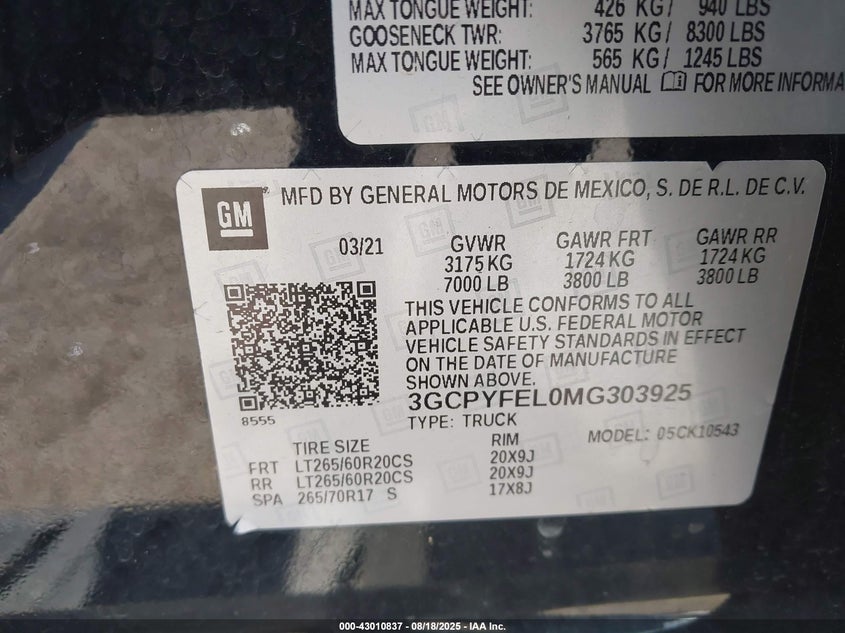 MAX TONGUE WEIGHT: 426 KG/ 940 LBS
GOOSENECK TWR: 3765 KG/ 8300 LBS
MAX TONGUE WEIGHT: 565 KG/ 1245 LBS
SEE OWNER'S MANUAL FOR MORE INFORMA
GM
MFD BY GENERAL MOTORS DE MEXICO, S. DE R.L. DE C.V.
03/21 GVWR GAWR FRT GAWR RR
3175 KG 1724 KG 1724 KG
7000 LB 3800 LB 3800 LB
THIS VEHICLE CONFORMS TO ALL
APPLICABLE U.S. FEDERAL MOTOR
VEHICLE SAFETY STANDARDS IN EFFECT
ON THE DATE OF MANUFACTURE
SHOWN ABOVE.
3GCPYFEL0MG303925
8555
TYPE: TRUCK MODEL: 05CK10543
TIRE SIZE RIM
FRT LT265/60R20CS 20X9J
RR LT265/60R20CS 20X9J
SPA 265/70R17 S 17X8J
000-43010837 - 08/18/2025 - IAA Inc.